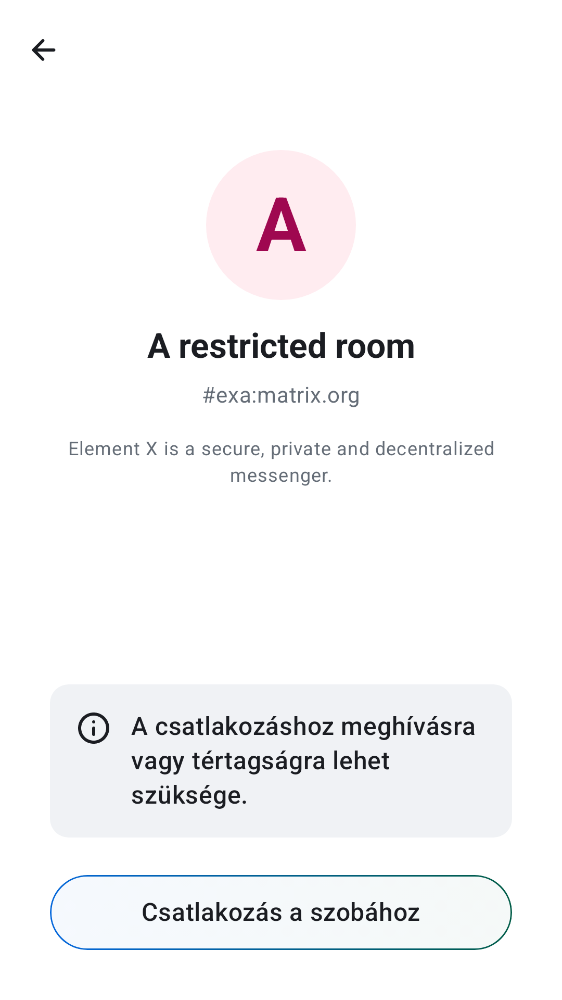 A
A restricted room
#exa:matrix.org
Element X is a secure, private and decentralized
messenger.
A csatlakozáshoz meghívásra
vagy tértagságra lehet
szüksége.
Csatlakozás a szobához